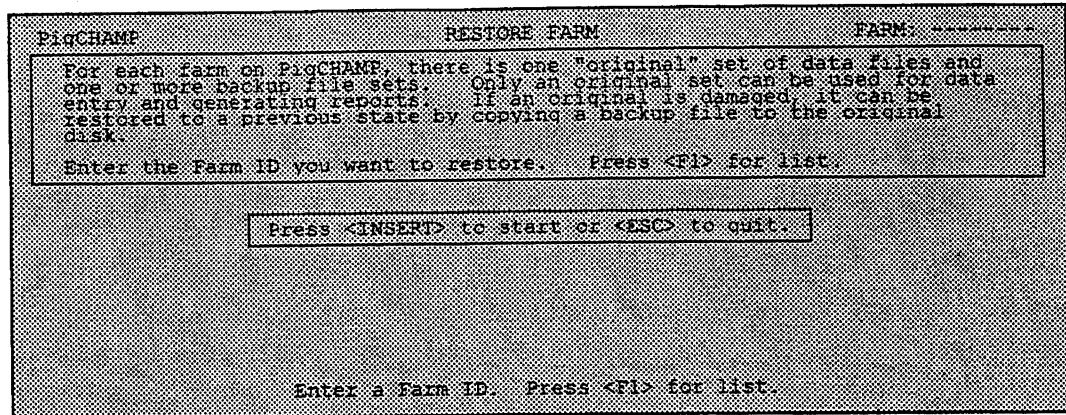 PigCHAMP RESTORE FARM FARM: --------
For each farm on PigCHAMP, there is one "original" set of data files and
one or more backup file sets. Only an original set can be used for data
entry and generating reports. If an original is damaged, it can be
restored to a previous state by copying a backup file to the original
disk.
Enter the Farm ID you want to restore. Press <F1> for list.
Press <INSERT> to start or <ESC> to quit.
Enter a Farm ID. Press <F1> for list.